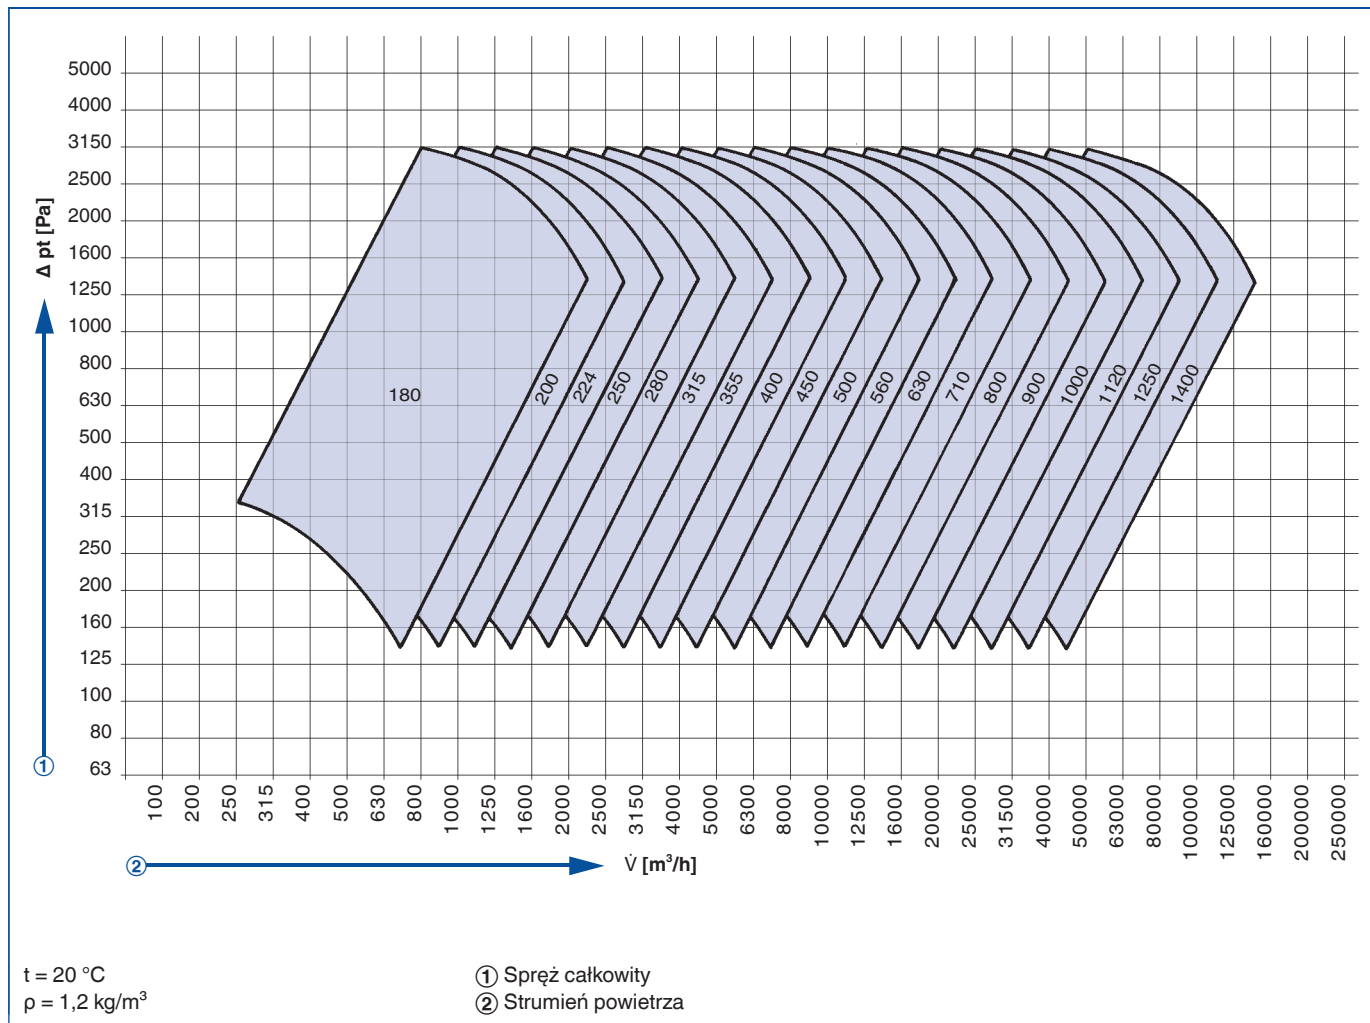 Δ pt [Pa]
5000
4000
3150
2500
2000
1600
1250
1000
800
630
500
400
315
250
200
160
125
100
80
63
180 200 224 250 280 315 355 400 450 500 560 630 710 800 900 1000 1120 1250 1400
100 200 250 315 400 500 630 800 1000 1250 1600 2000 2500 3150 4000 5000 6300 8000 10000 12500 16000 20000 25000 31500 40000 50000 63000 80000 100000 125000 160000 200000 250000
①
② V̇ [m³/h]
t = 20 °C
ρ = 1,2 kg/m³
① Spręż całkowity
② Strumień powietrza